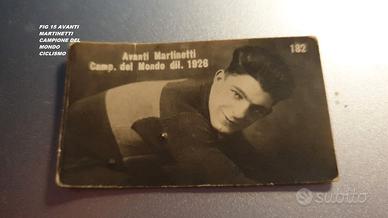 FIG 15 AVANTI
MARTINETTI
CAMPIONE DEL
MONDO
CICLISMO
Avanti Martinetti
Camp. del Mondo dil. 1926
182
subito